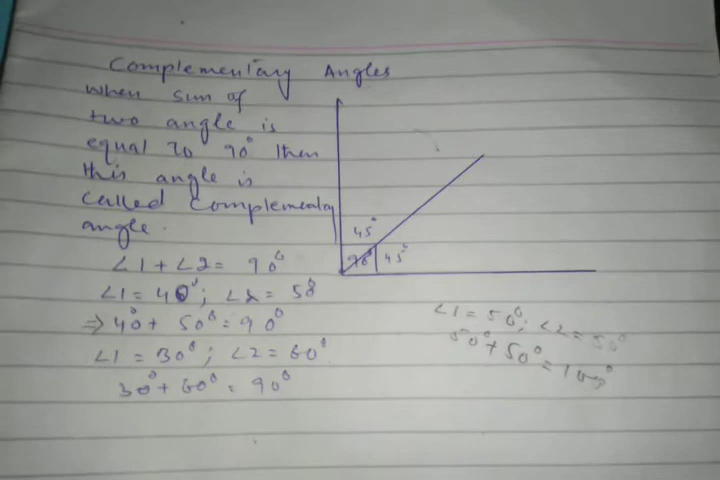 Complementary Angles
when sum of
two angle is
equal to 90° then
this angle is
called Complementary
angle.
∠1 + ∠2 = 90°
∠1 = 40° ; ∠2 = 50°
⇒ 40° + 50° = 90°
∠1 = 30° ; ∠2 = 60°
30° + 60° = 90°
45°
90° 45°
∠1 = 50° ; ∠2 = 50°
50° + 50° = 100°